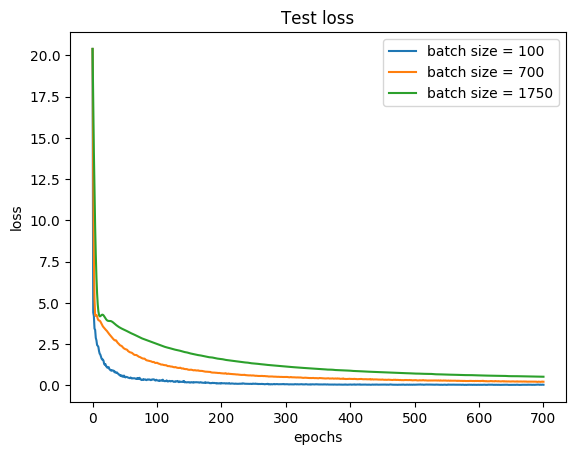 Test loss
batch size = 100
batch size = 700
batch size = 1750
loss
20.0
17.5
15.0
12.5
10.0
7.5
5.0
2.5
0.0
0 100 200 300 400 500 600 700
epochs